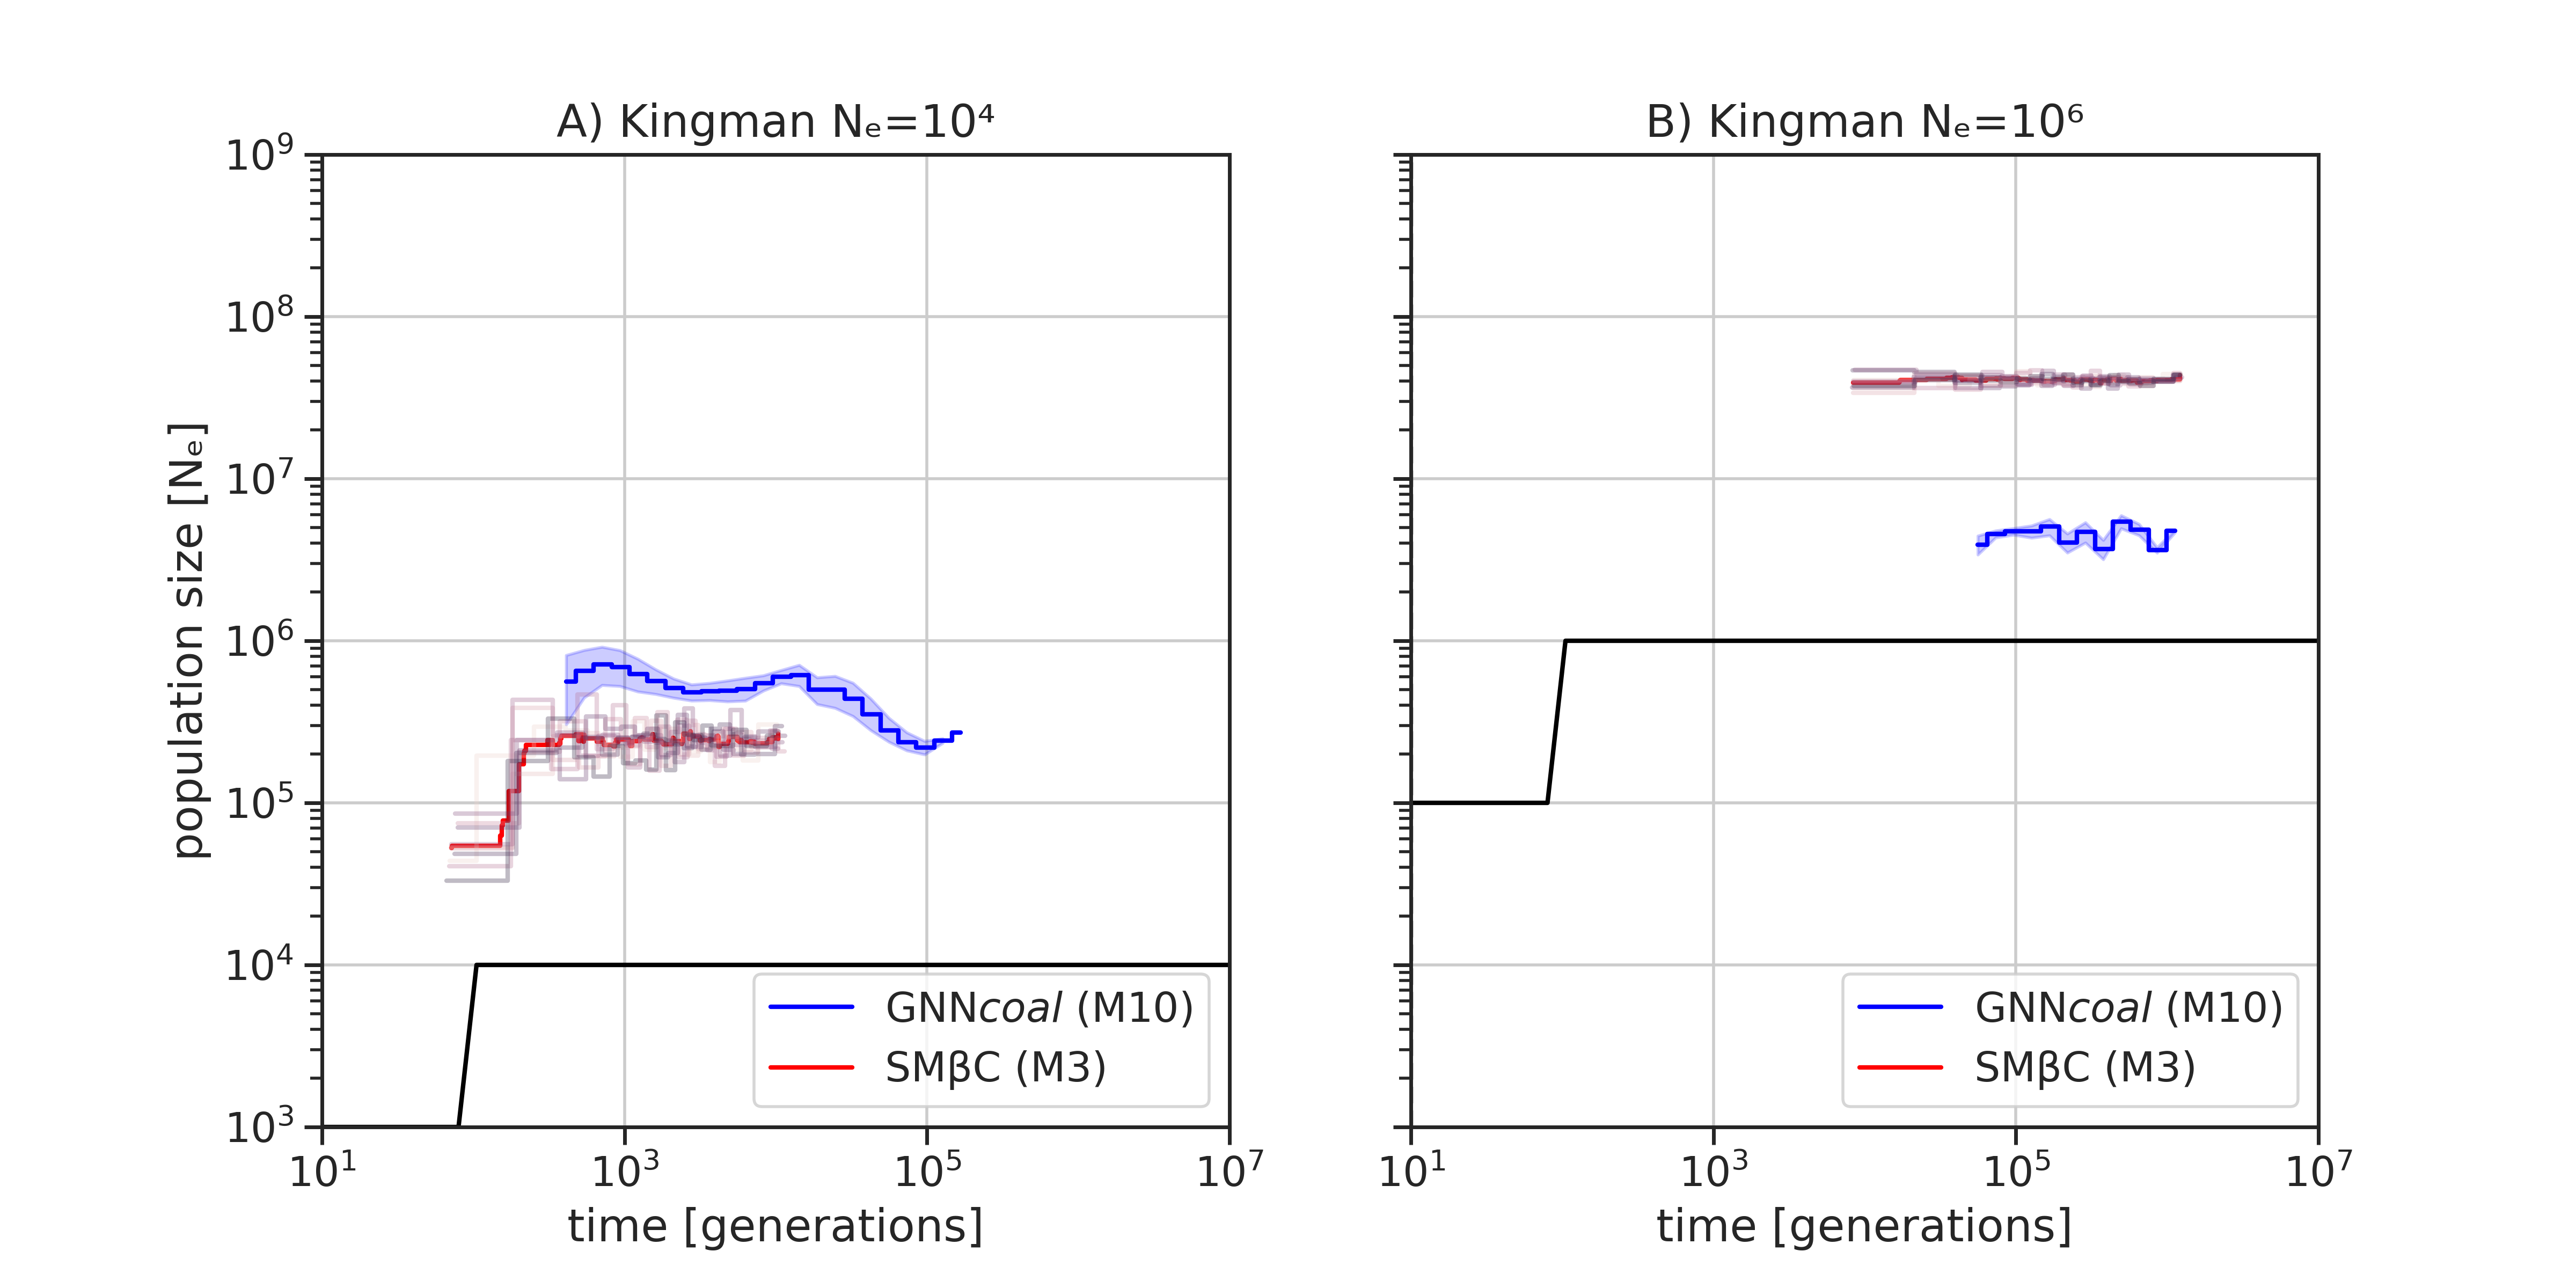 A) Kingman Nₑ=10⁴
B) Kingman Nₑ=10⁶
population size [Nₑ]
10⁹
10⁸
10⁷
10⁶
10⁵
10⁴
10³
GNNcoal (M10)
SMβC (M3)
GNNcoal (M10)
SMβC (M3)
10¹ 10³ 10⁵ 10⁷
10¹ 10³ 10⁵ 10⁷
time [generations]
time [generations]